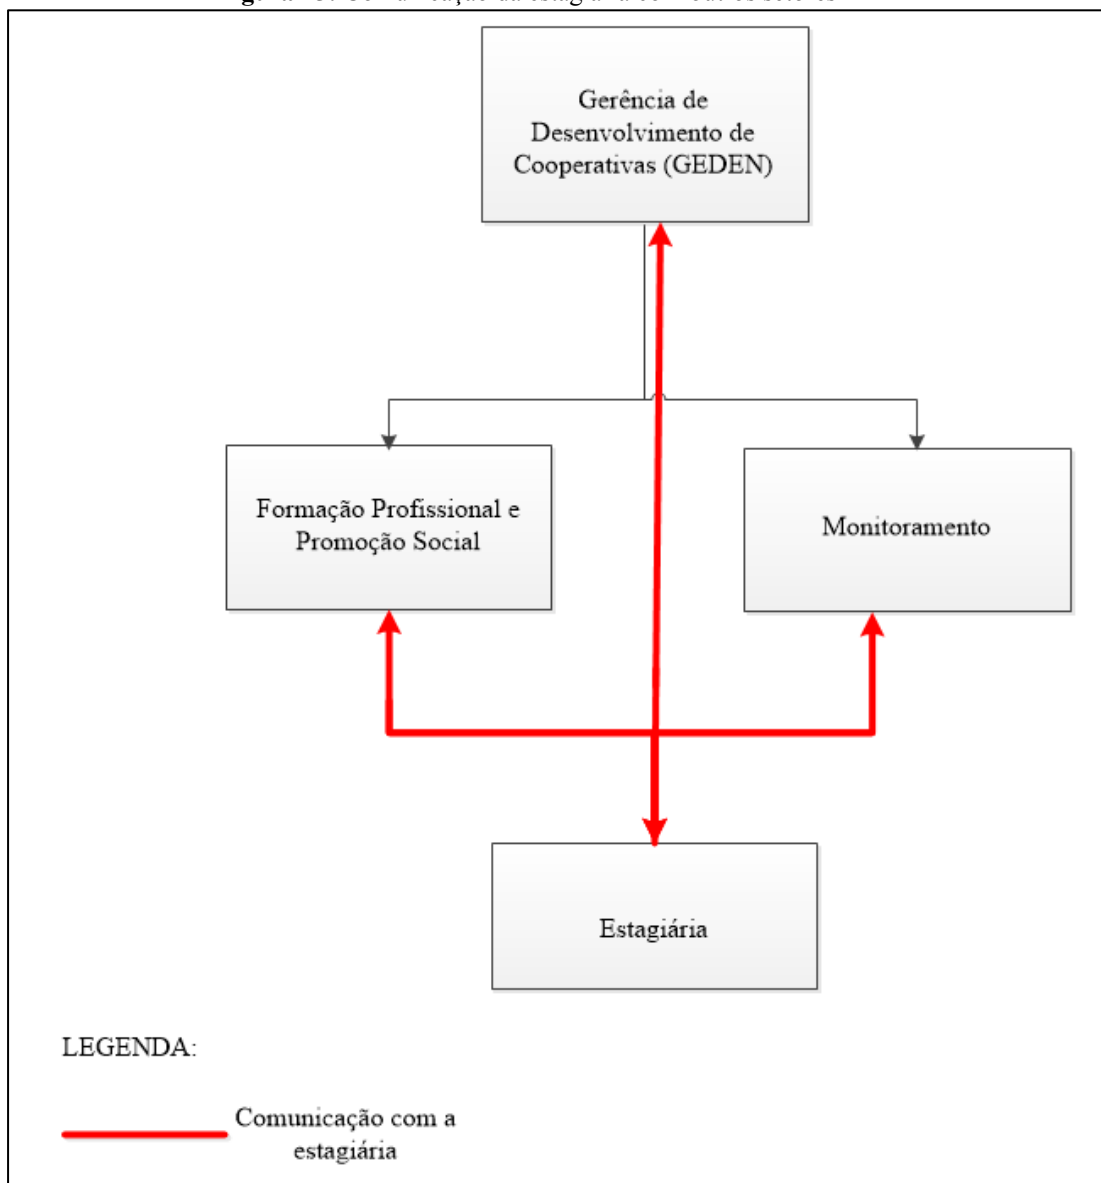 Gerência de
Desenvolvimento de
Cooperativas (GEDEN)
Formação Profissional e
Promoção Social
Monitoramento
Estagiária
LEGENDA:
Comunicação com a
estagiária